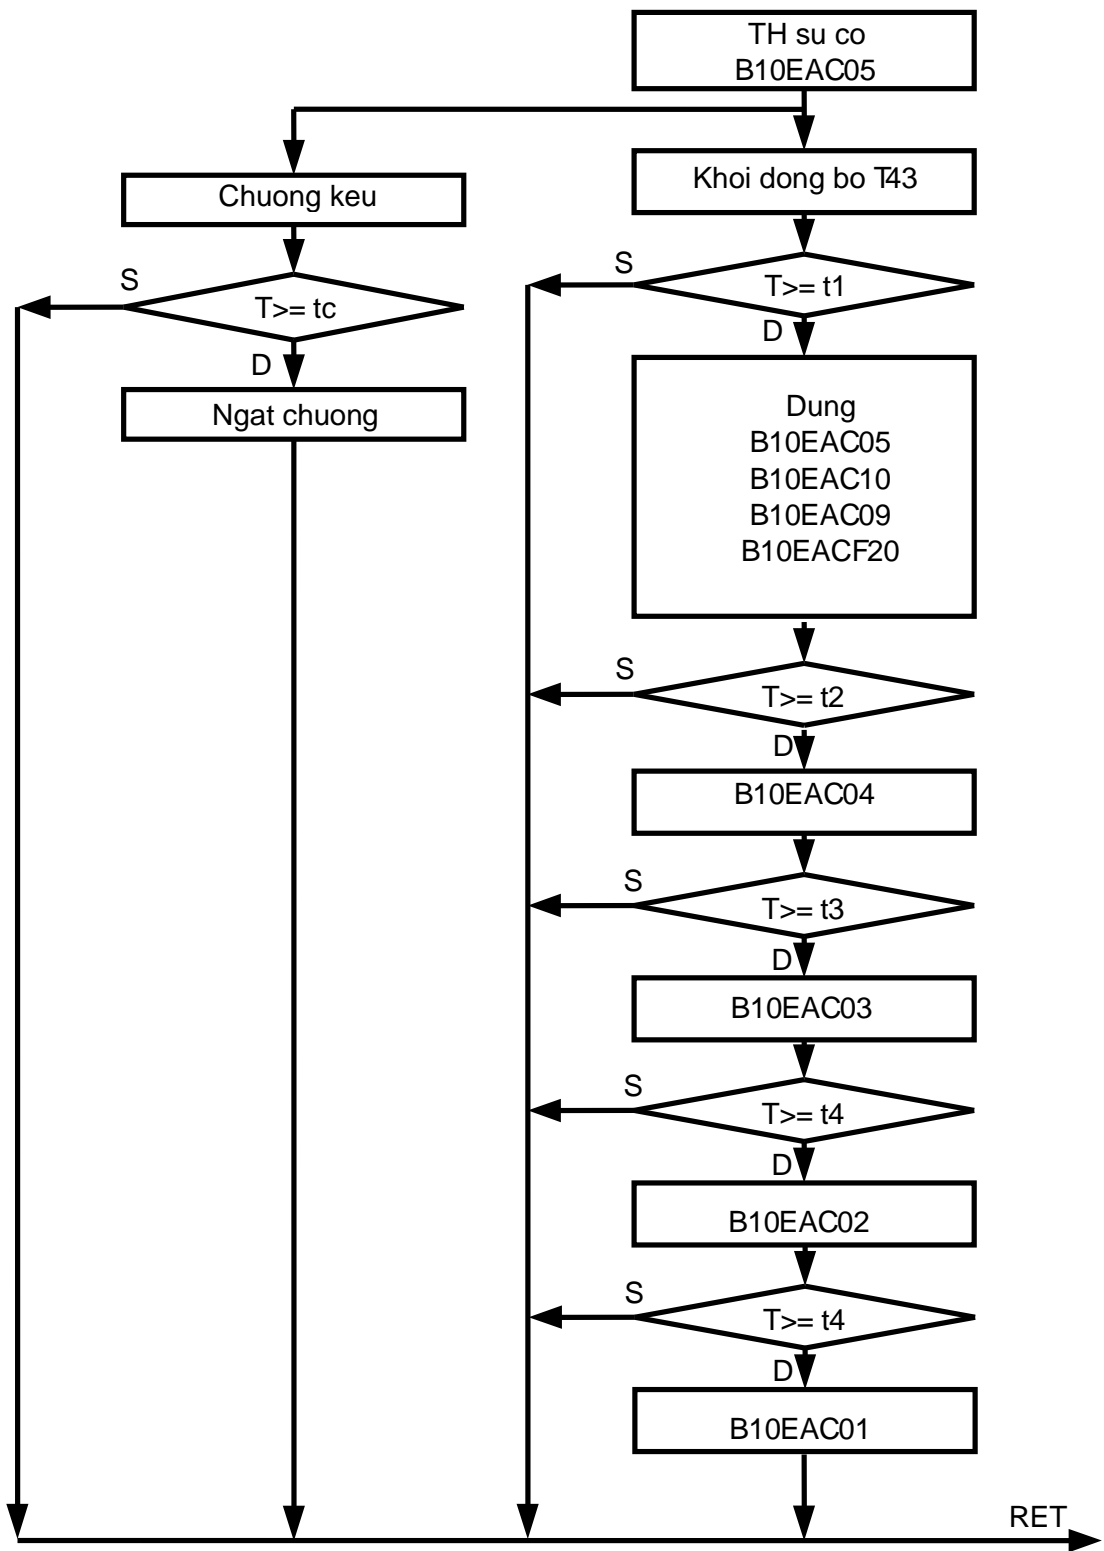 TH su co
B10EAC05
Chuong keu
Khoi dong bo T43
S
T>= tc
D
Ngat chuong
S
T>= t1
D
Dung
B10EAC05
B10EAC10
B10EAC09
B10EACF20
S
T>= t2
D
B10EAC04
S
T>= t3
D
B10EAC03
S
T>= t4
D
B10EAC02
S
T>= t4
D
B10EAC01
RET